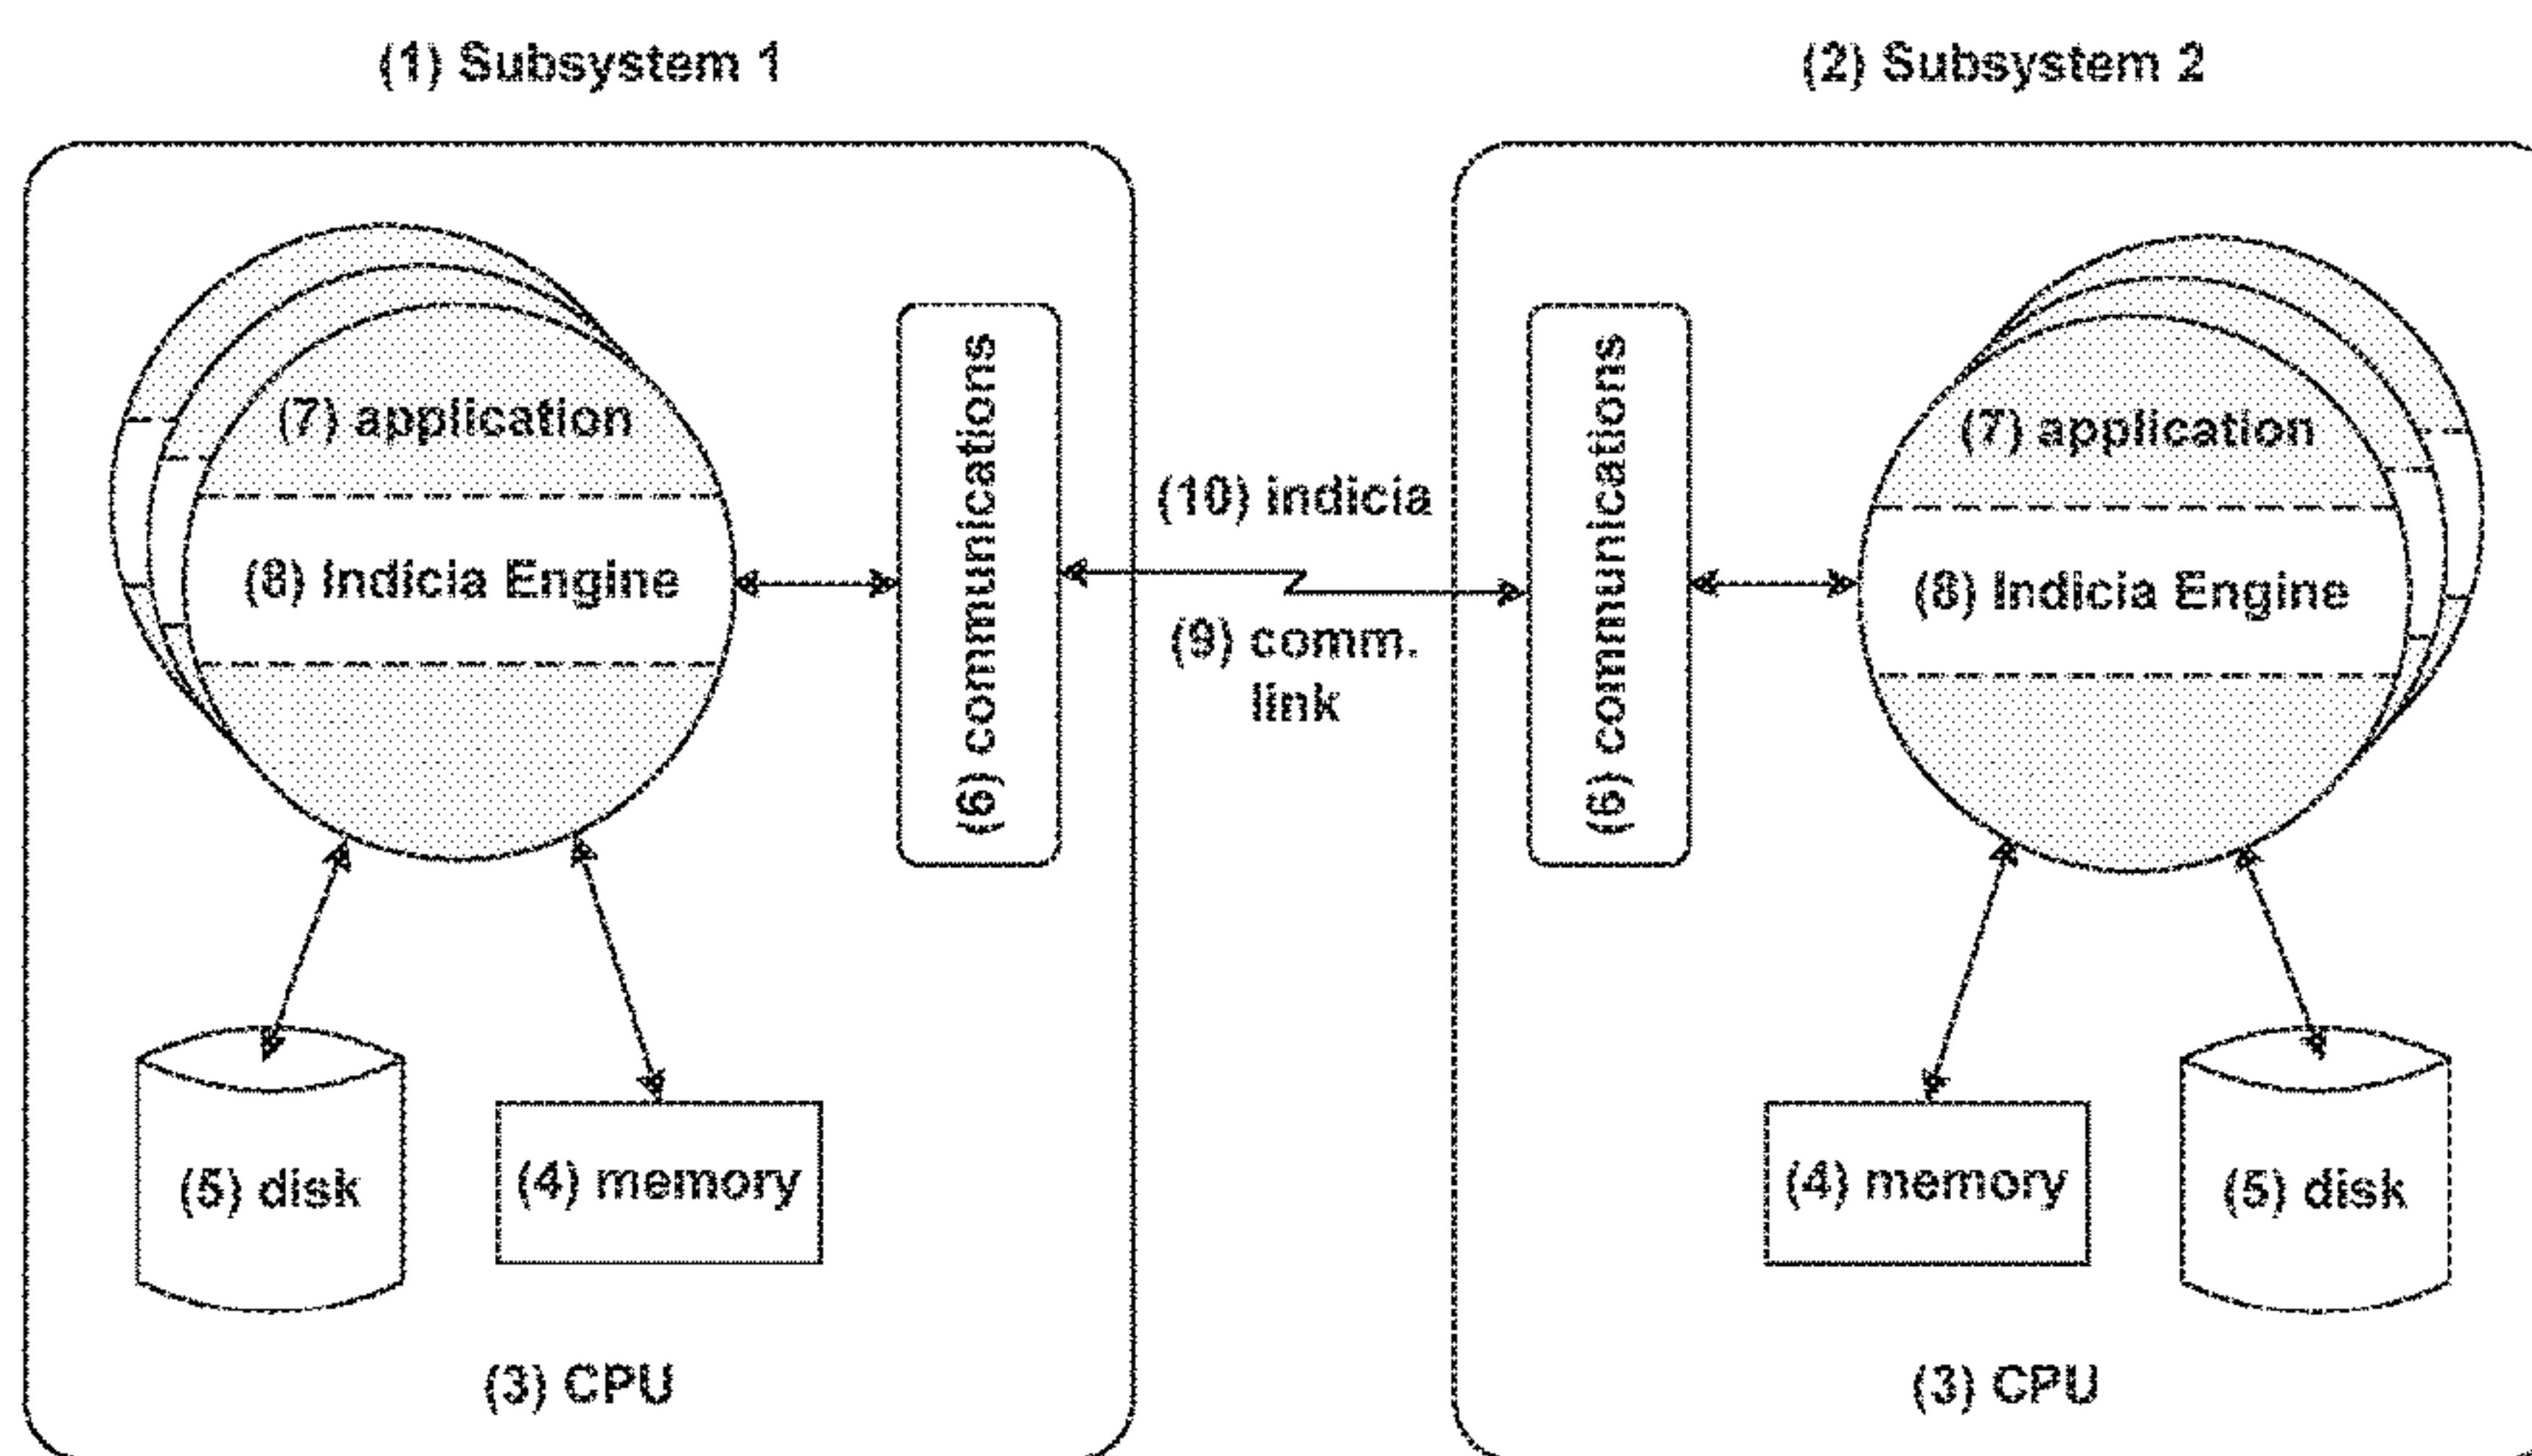 (1) Subsystem 1
(2) Subsystem 2
(7) application
(8) Indicia Engine
(6) communications
(5) disk
(4) memory
(3) CPU
(10) indicia
(9) comm.
link
(6) communications
(7) application
(8) Indicia Engine
(4) memory
(5) disk
(3) CPU